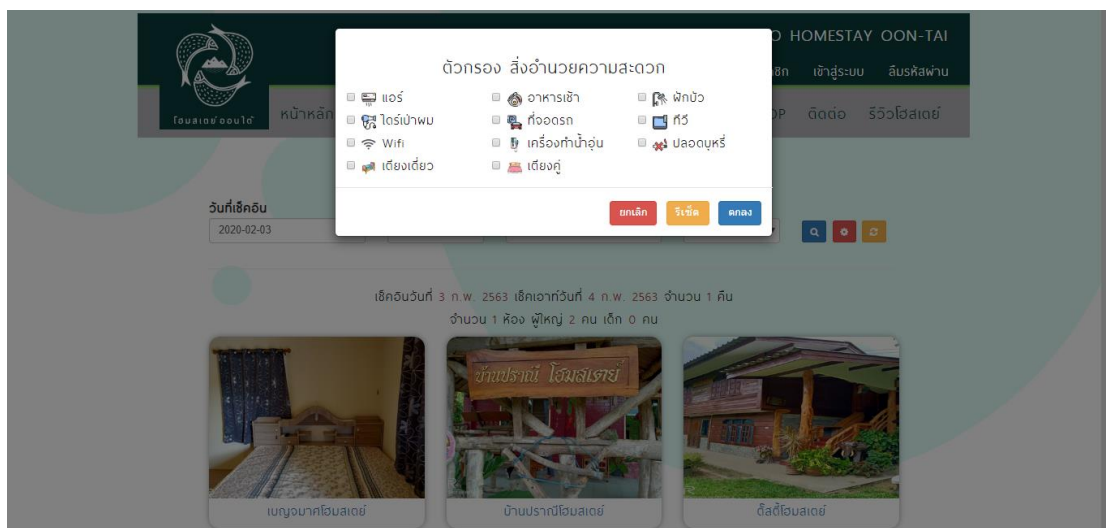 O HOMESTAY OON-TAI
ตัวกรอง สิ่งอำนวยความสะดวก
เข้าสู่ระบบ ลืมรหัสผ่าน
แอร์ อาหารเช้า ฝักบัว
โฮมสเตย์ออนใต้
หน้าหลัก ติดต่อ รีวิวโฮสเตย์
ไดร์เป่าผม ที่จอดรถ ทีวี
Wifi เครื่องทำน้ำอุ่น ปลอดบุหรี่
เตียงเดี่ยว เตียงคู่
ยกเลิก รีเซ็ต ตกลง
วันที่เช็คอิน
2020-02-03
เช็คอินวันที่ 3 ก.พ. 2563 เช็คเอาท์วันที่ 4 ก.พ. 2563 จำนวน 1 คืน
จำนวน 1 ห้อง ผู้ใหญ่ 2 คน เด็ก 0 คน
บ้านปราณี โฮมสเตย์
เบญจมาศโฮมสเตย์ บ้านปราณีโฮมสเตย์ ติ๊สตี้โฮมสเตย์